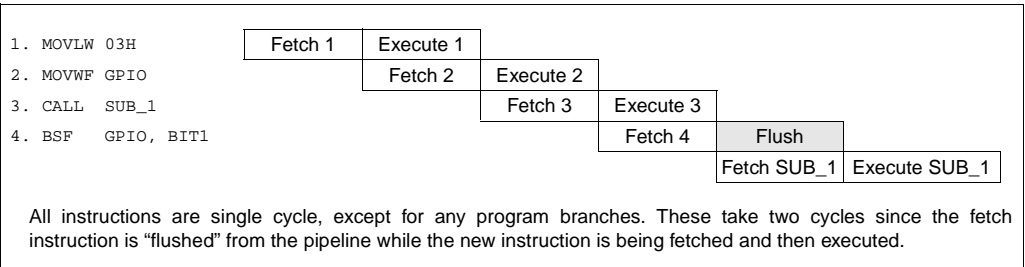 1. MOVLW 03H Fetch 1 Execute 1
2. MOVWF GPIO Fetch 2 Execute 2
3. CALL SUB_1 Fetch 3 Execute 3
4. BSF GPIO, BIT1 Fetch 4 Flush
Fetch SUB_1 Execute SUB_1
All instructions are single cycle, except for any program branches. These take two cycles since the fetch
instruction is “flushed” from the pipeline while the new instruction is being fetched and then executed.